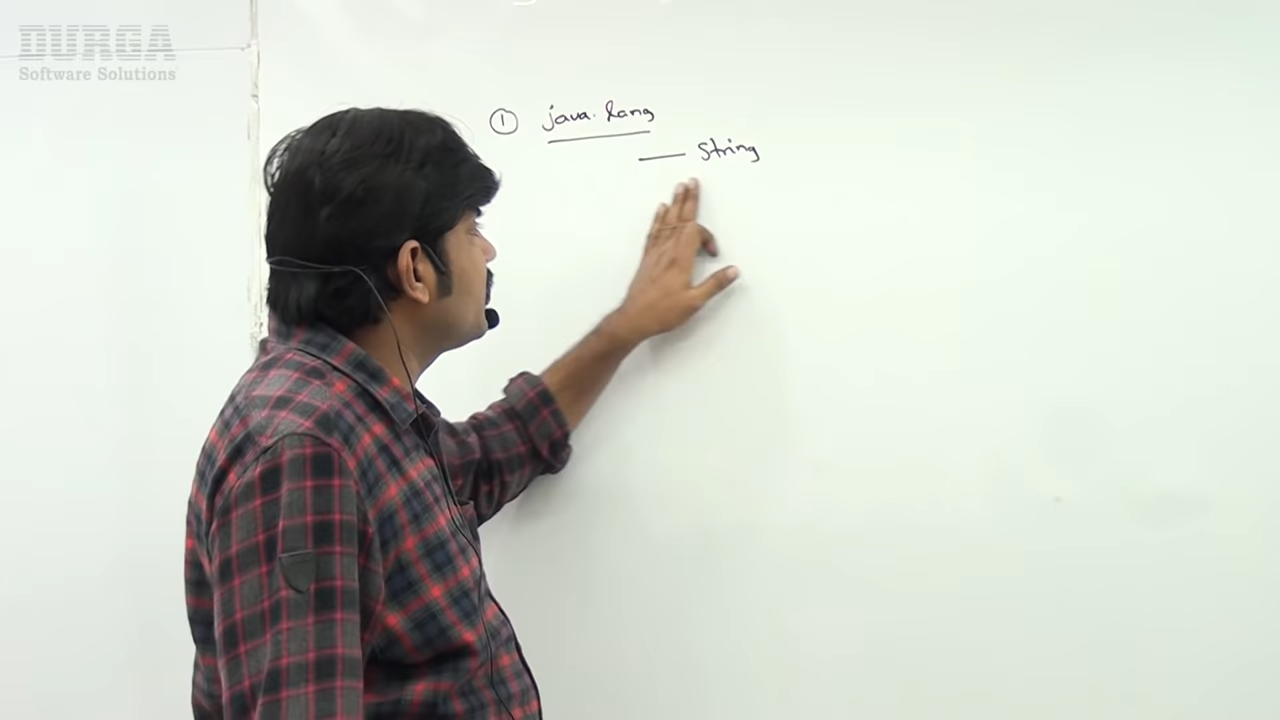 DURGA
Software Solutions
① java.lang
— String